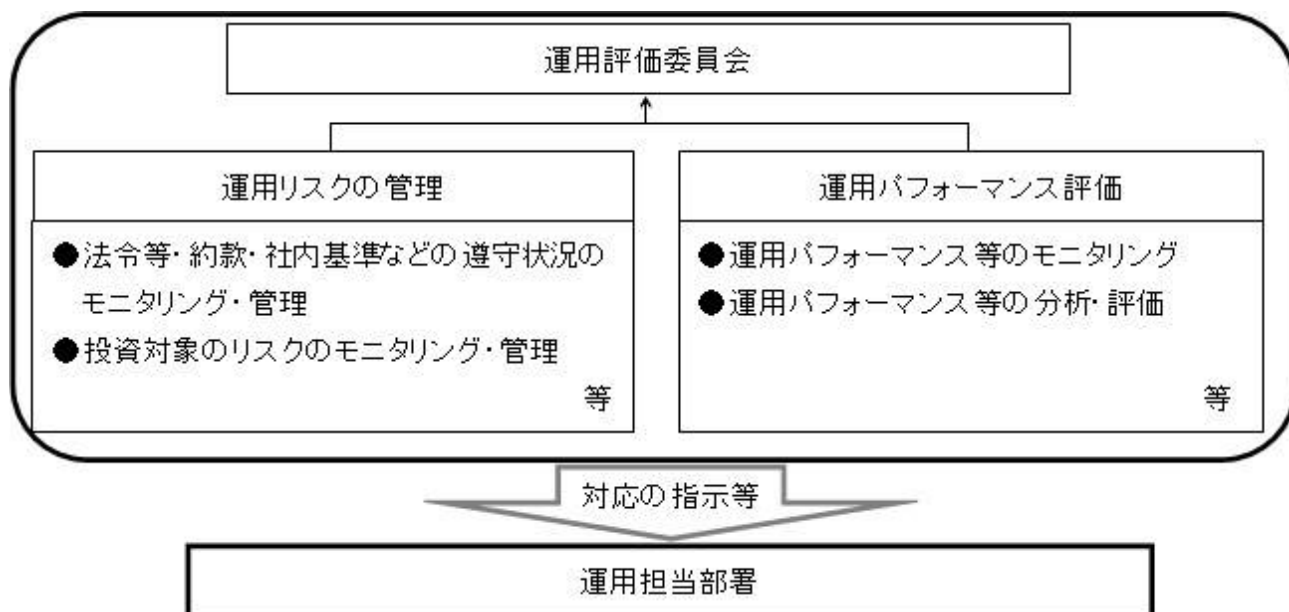 運用評価委員会
運用リスクの管理
●法令等・約款・社内基準などの遵守状況の
モニタリング・管理
●投資対象のリスクのモニタリング・管理
等
運用パフォーマンス評価
●運用パフォーマンス等のモニタリング
●運用パフォーマンス等の分析・評価
等
対応の指示等
運用担当部署